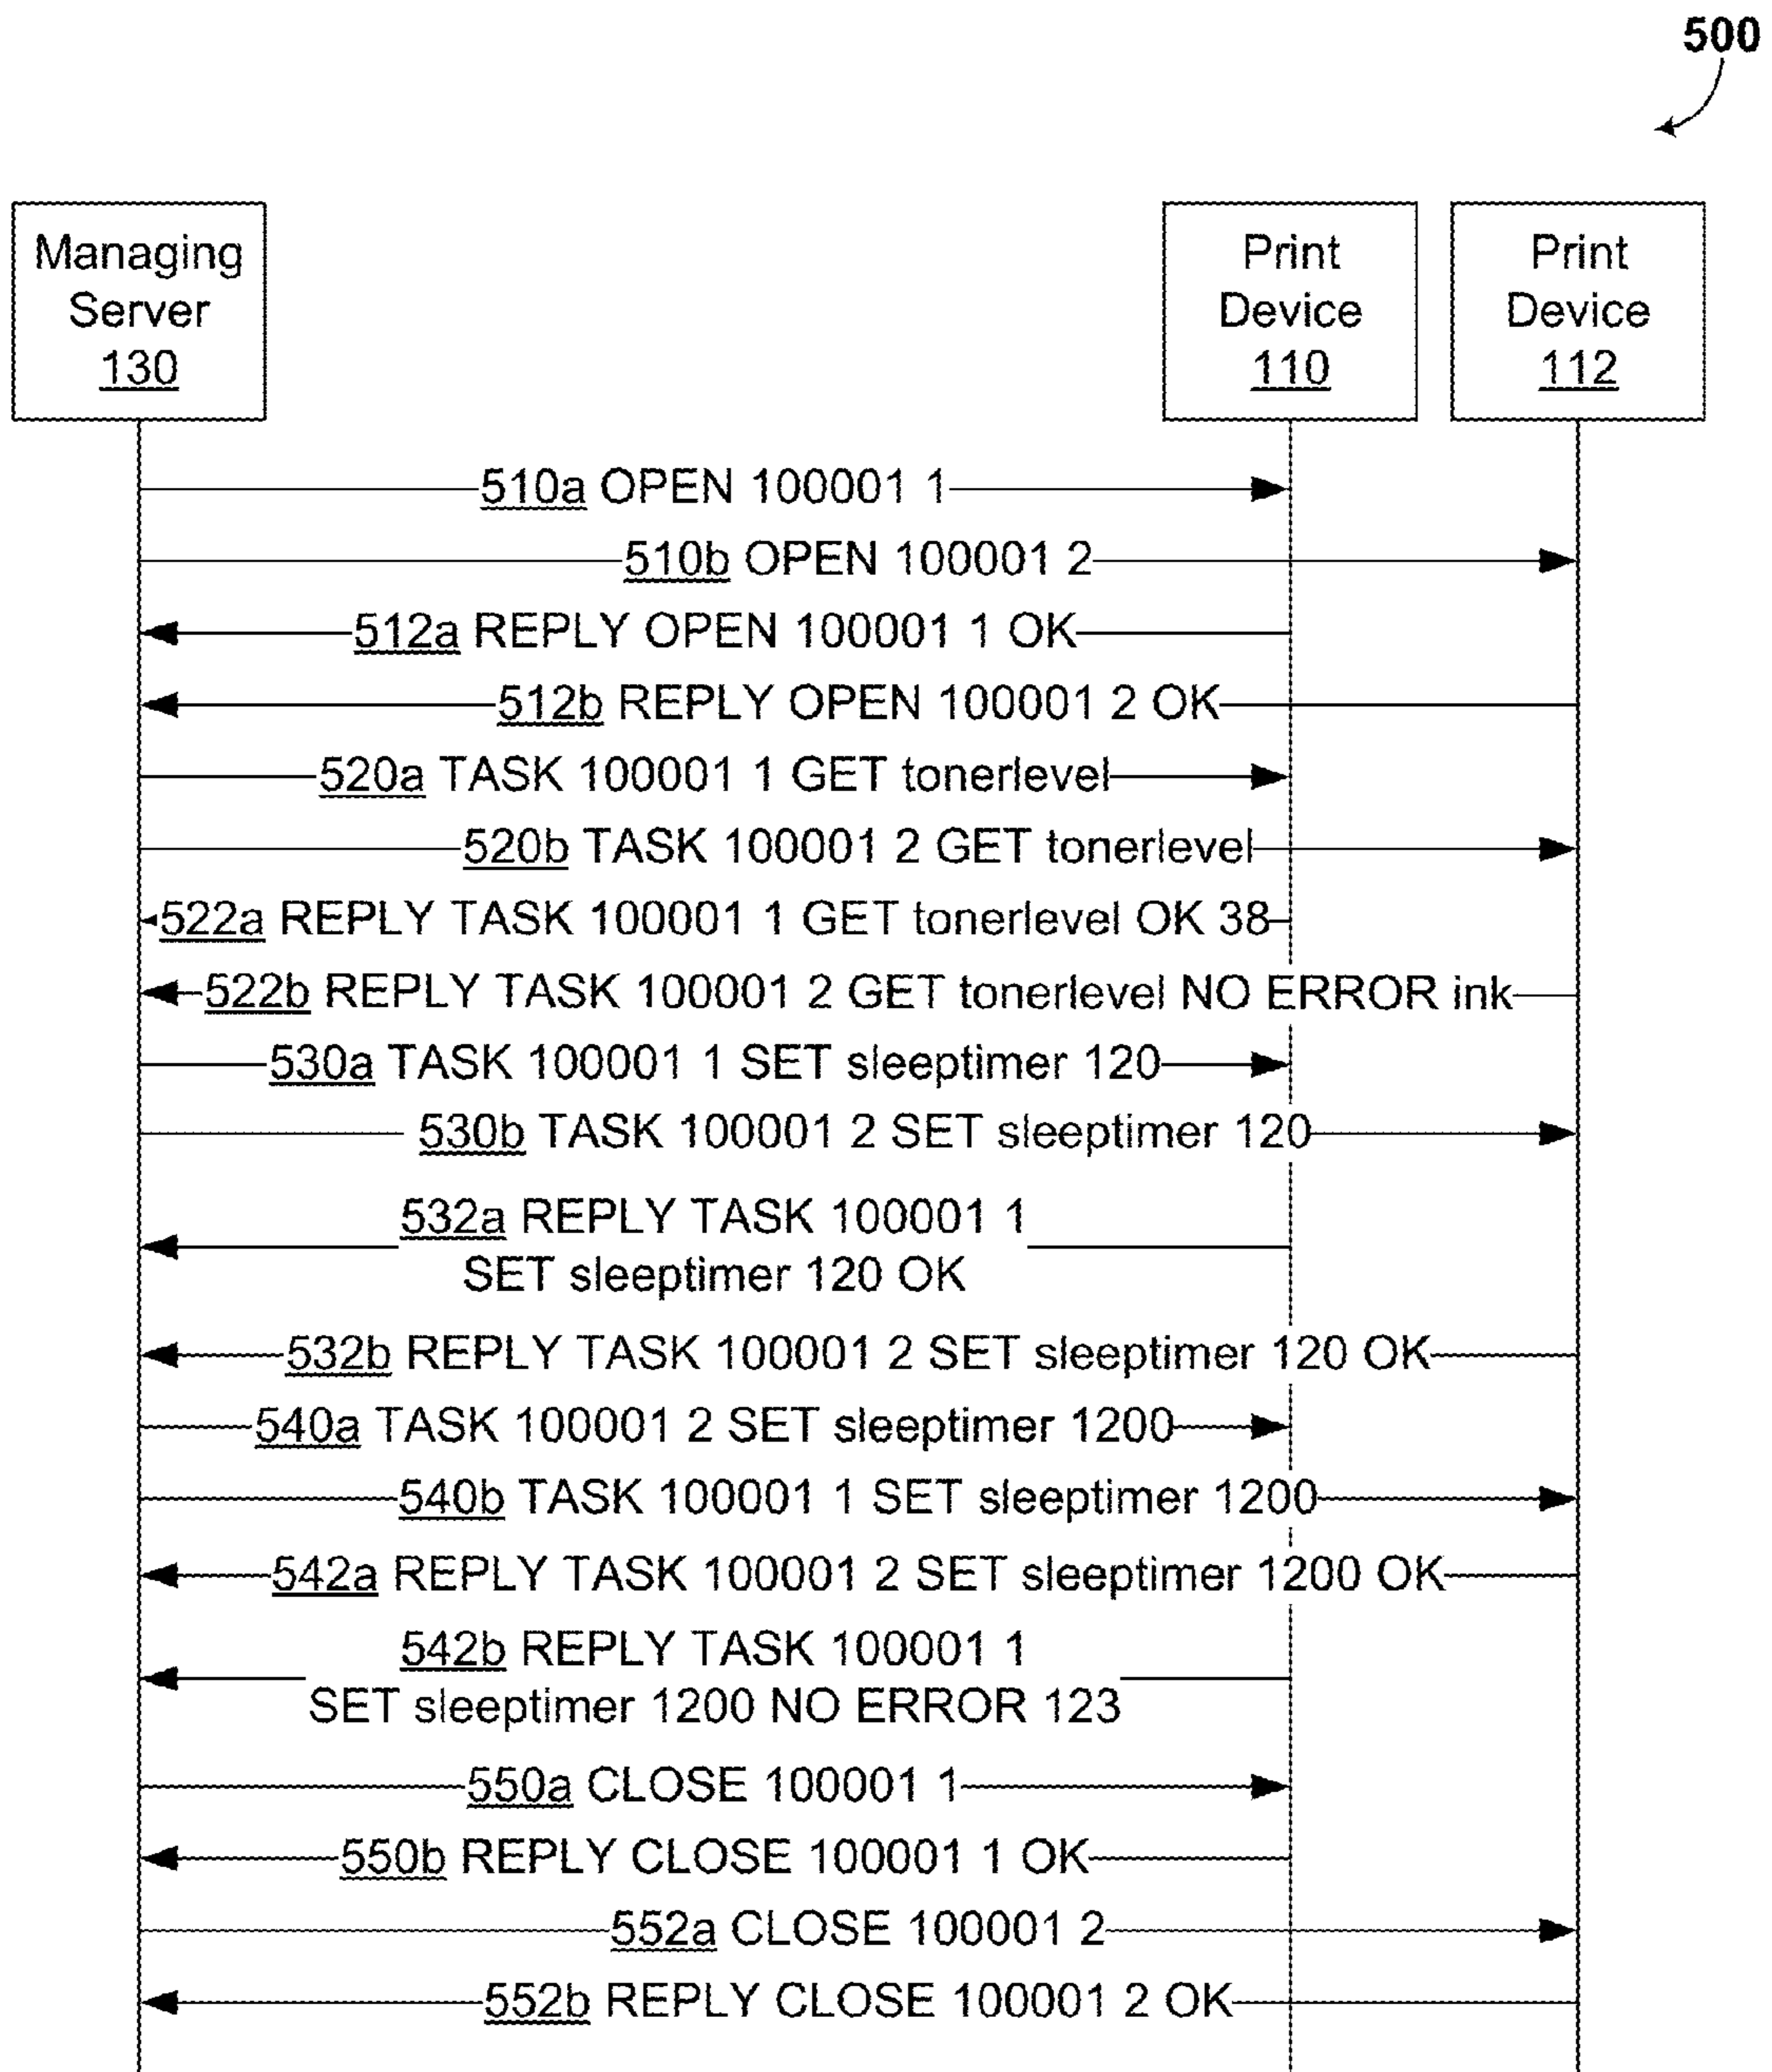 500
Managing
Server
130
Print
Device
110
Print
Device
112
510a OPEN 100001 1
510b OPEN 100001 2
512a REPLY OPEN 100001 1 OK
512b REPLY OPEN 100001 2 OK
520a TASK 100001 1 GET tonerlevel
520b TASK 100001 2 GET tonerlevel
522a REPLY TASK 100001 1 GET tonerlevel OK 38
522b REPLY TASK 100001 2 GET tonerlevel NO ERROR ink
530a TASK 100001 1 SET sleeptimer 120
530b TASK 100001 2 SET sleeptimer 120
532a REPLY TASK 100001 1
SET sleeptimer 120 OK
532b REPLY TASK 100001 2 SET sleeptimer 120 OK
540a TASK 100001 2 SET sleeptimer 1200
540b TASK 100001 1 SET sleeptimer 1200
542a REPLY TASK 100001 2 SET sleeptimer 1200 OK
542b REPLY TASK 100001 1
SET sleeptimer 1200 NO ERROR 123
550a CLOSE 100001 1
550b REPLY CLOSE 100001 1 OK
552a CLOSE 100001 2
552b REPLY CLOSE 100001 2 OK